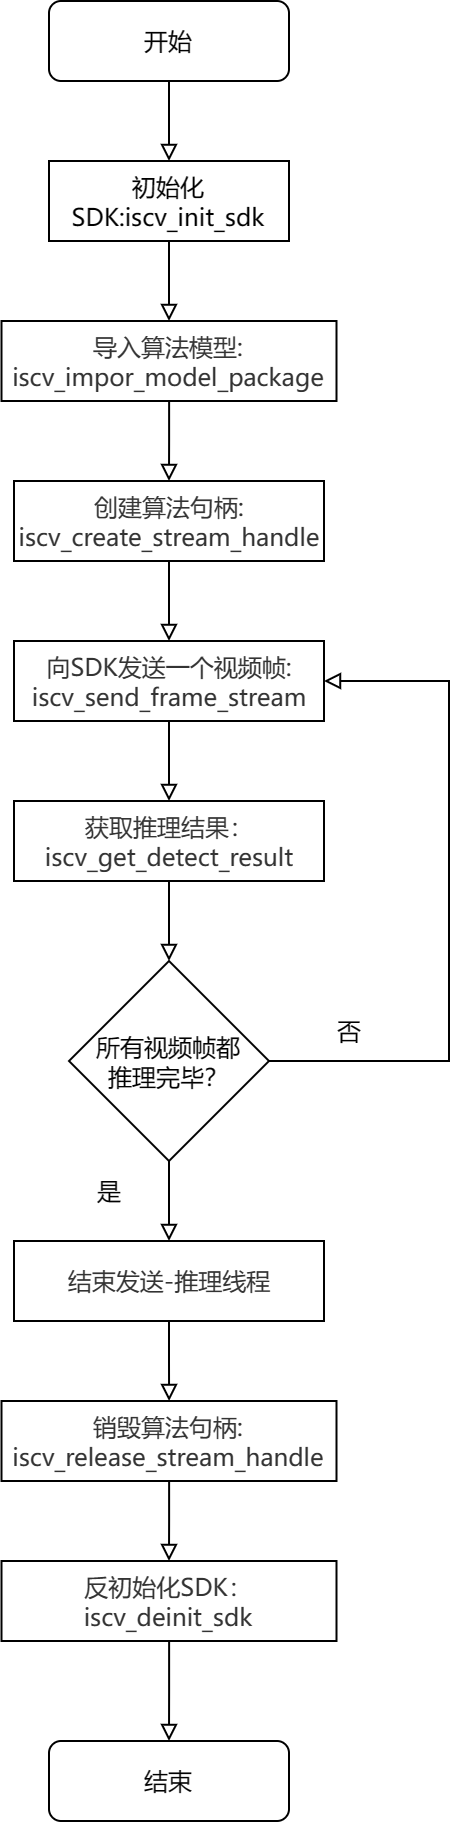 开始
初始化
SDK:iscv_init_sdk
导入算法模型:
iscv_impor_model_package
创建算法句柄:
iscv_create_stream_handle
向SDK发送一个视频帧:
iscv_send_frame_stream
获取推理结果：
iscv_get_detect_result
所有视频帧都
推理完毕？
否
是
结束发送-推理线程
销毁算法句柄:
iscv_release_stream_handle
反初始化SDK：
iscv_deinit_sdk
结束